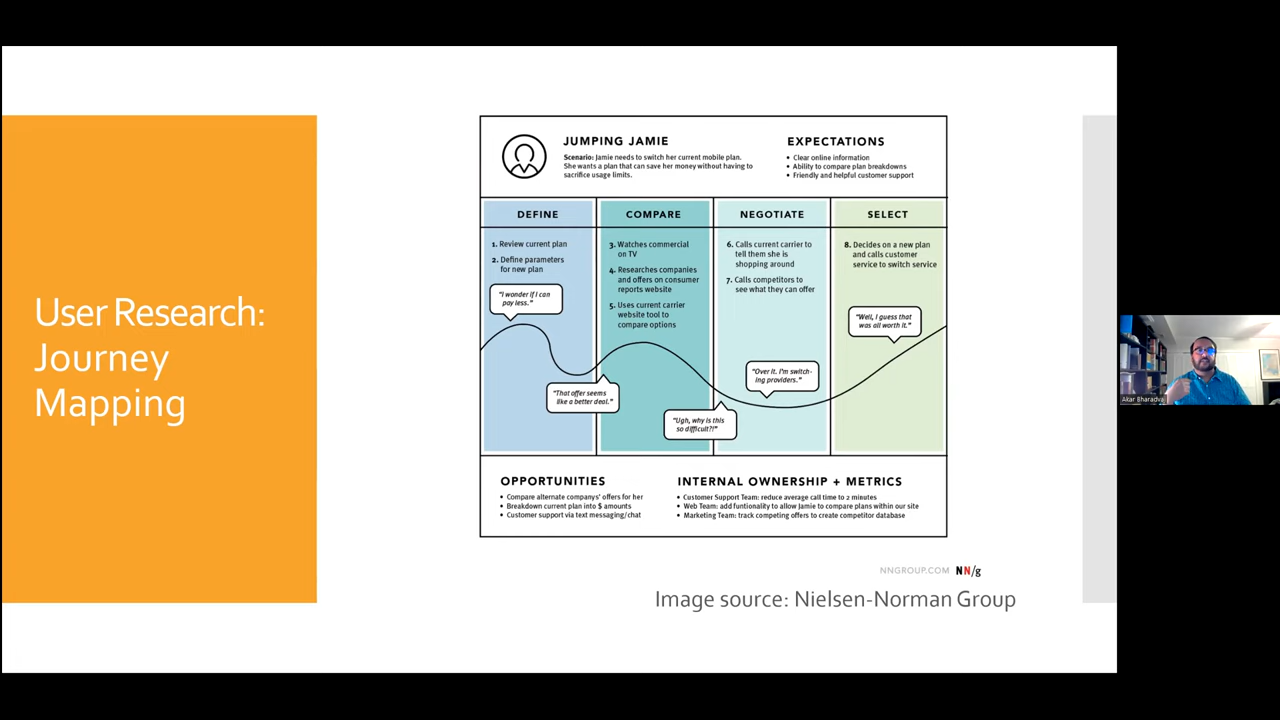 User Research:
Journey
Mapping
JUMPING JAMIE
Scenario: Jamie needs to switch her current mobile plan.
She wants a plan that can save her money without having to
sacrifice usage limits.
EXPECTATIONS
• Clear online information
• Ability to compare plan breakdowns
• Friendly and helpful customer support
DEFINE
1. Review current plan
2. Define parameters
for new plan
"I wonder if I can
pay less."
COMPARE
3. Watches commercial
on TV
4. Researches companies
and offers on consumer
reports website
5. Uses current carrier
website tool to
compare options
"That offer seems
like a better deal."
NEGOTIATE
6. Calls current carrier to
tell them she is
shopping around
7. Calls competitors to
see what they can offer
"Ugh, why is this
so difficult?!"
"Over it. I'm switch-
ing providers."
SELECT
8. Decides on a new plan
and calls customer
service to switch service
"Well, I guess that
was all worth it."
OPPORTUNITIES
• Compare alternate companys' offers for her
• Breakdown current plan into $ amounts
• Customer support via text messaging/chat
INTERNAL OWNERSHIP + METRICS
• Customer Support Team: reduce average call time to 2 minutes
• Web Team: add funtionality to allow Jamie to compare plans within our site
• Marketing Team: track competing offers to create competitor database
NNGROUP.COM NN/g
Image source: Nielsen-Norman Group
Akar Bharadvaj